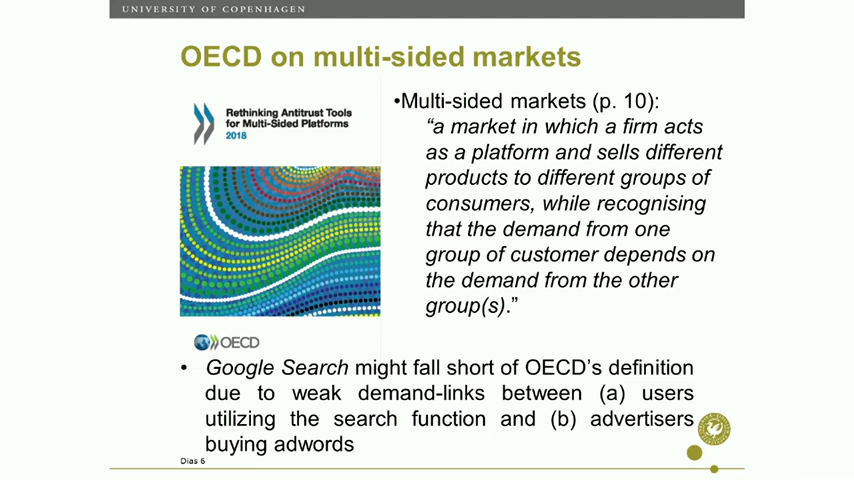 UNIVERSITY OF COPENHAGEN
OECD on multi-sided markets
Rethinking Antitrust Tools
for Multi-Sided Platforms
2018
OECD
•Multi-sided markets (p. 10):
“a market in which a firm acts
as a platform and sells different
products to different groups of
consumers, while recognising
that the demand from one
group of customer depends on
the demand from the other
group(s).”
• Google Search might fall short of OECD’s definition
due to weak demand-links between (a) users
utilizing the search function and (b) advertisers
buying adwords
Dias 6